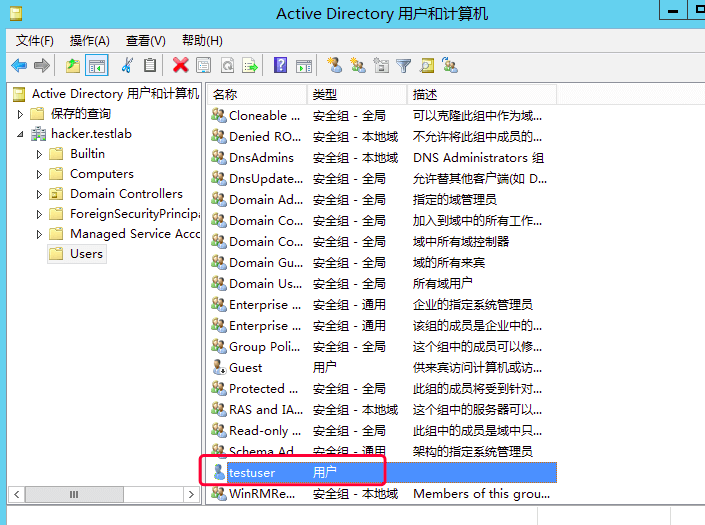 Active Directory 用户和计算机
文件(F) 操作(A) 查看(V) 帮助(H)
Active Directory 用户和计算机
保存的查询
hacker.testlab
Builtin
Computers
Domain Controllers
ForeignSecurityPrincipa
Managed Service Acco
Users
名称 类型 描述
Cloneable ... 安全组 - 全局 可以克隆此组中作为域...
Denied RO... 安全组 - 本地域 不允许将此组中成员的...
DnsAdmins 安全组 - 本地域 DNS Administrators 组
DnsUpdate... 安全组 - 全局 允许替其他客户端(如 D...
Domain Ad... 安全组 - 全局 指定的域管理员
Domain Co... 安全组 - 全局 加入到域中的所有工作...
Domain Co... 安全组 - 全局 域中所有域控制器
Domain Gu... 安全组 - 全局 域的所有来宾
Domain Us... 安全组 - 全局 所有域用户
Enterprise ... 安全组 - 通用 企业的指定系统管理员
Enterprise ... 安全组 - 通用 该组的成员是企业中的...
Group Poli... 安全组 - 全局 这个组中的成员可以修...
Guest 用户 供来宾访问计算机或访...
Protected ... 安全组 - 全局 此组的成员将受到针对...
RAS and IA... 安全组 - 本地域 这个组中的服务器可以...
Read-only ... 安全组 - 全局 此组中的成员是域中只...
Schema Ad... 安全组 - 通用 架构的指定系统管理员
testuser 用户
WinRMRe... 安全组 - 本地域 Members of this grou...